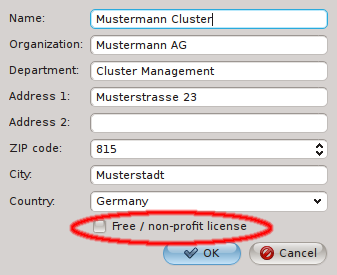 Name: Mustermann Cluster
Organization: Mustermann AG
Department: Cluster Management
Address 1: Musterstrasse 23
Address 2:
ZIP code: 815
City: Musterstadt
Country: Germany
Free / non-profit license
OK Cancel